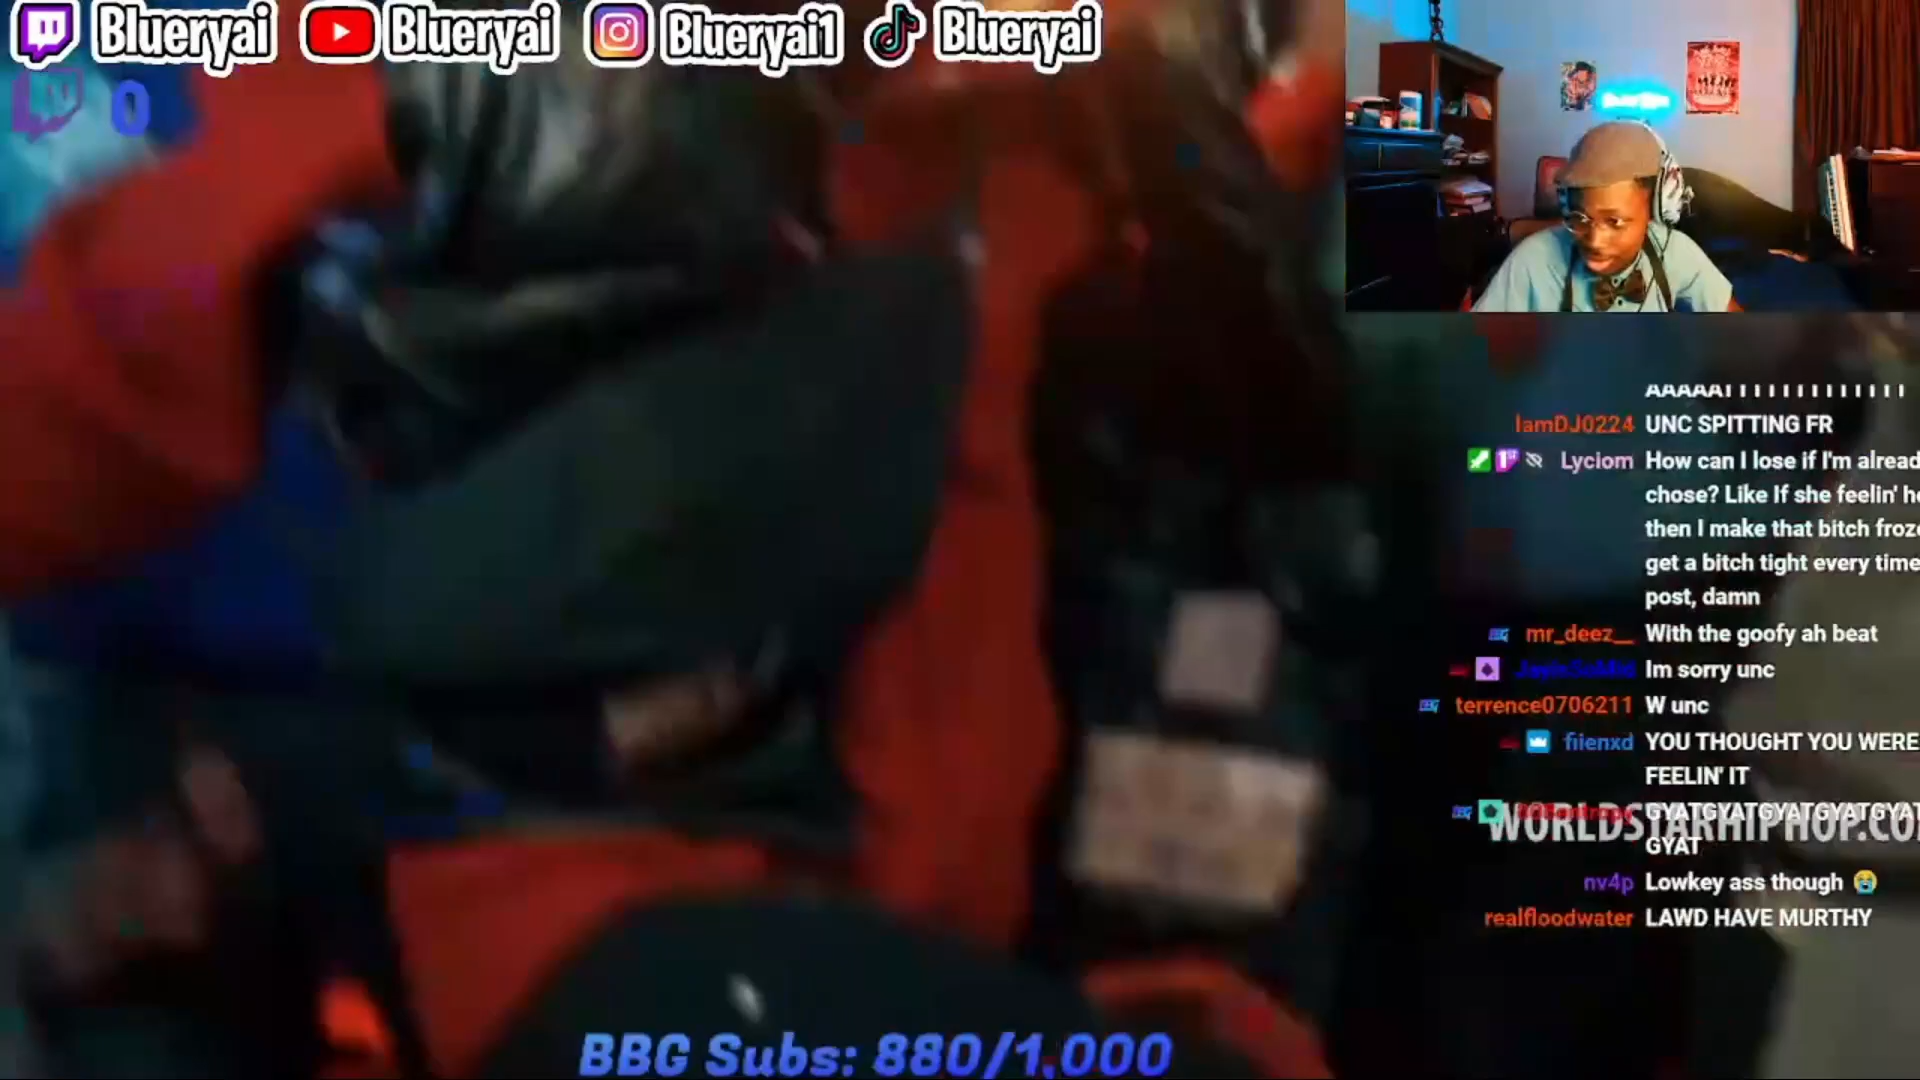 Blueryai Blueryai Blueryai1 Blueryai
0
IamDJ0224 UNC SPITTING FR
Lyciom How can I lose if I'm alread
chose? Like If she feelin' he
then I make that bitch froze
get a bitch tight every time
post, damn
mr_deez__ With the goofy ah beat
Im sorry unc
terrence0706211 W unc
fiienxd YOU THOUGHT YOU WERE
FEELIN' IT
GYATGYATGYATGYATGYAT
WORLDSTARHIPHOP.CO
GYAT
nv4p Lowkey ass though 😭
realfloodwater LAWD HAVE MURTHY
BBG Subs: 880/1,000